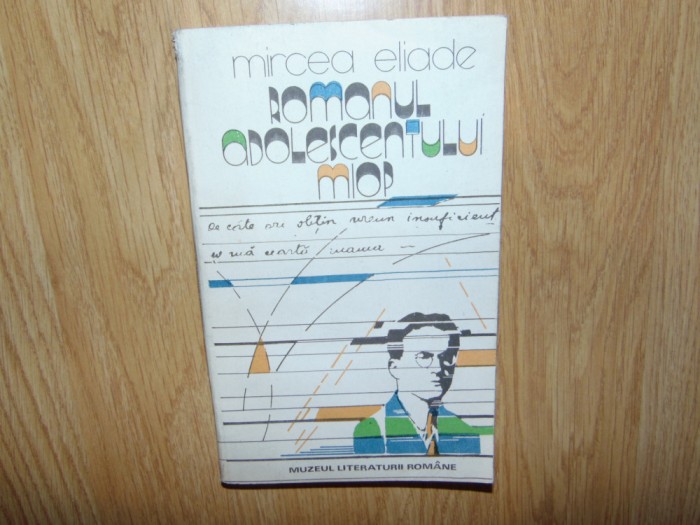 mircea eliade
Romanul
adolescentului
miop
De câte ori obțin vreun insuficient
și mă ceartă mama —
MUZEUL LITERATURII ROMÂNE